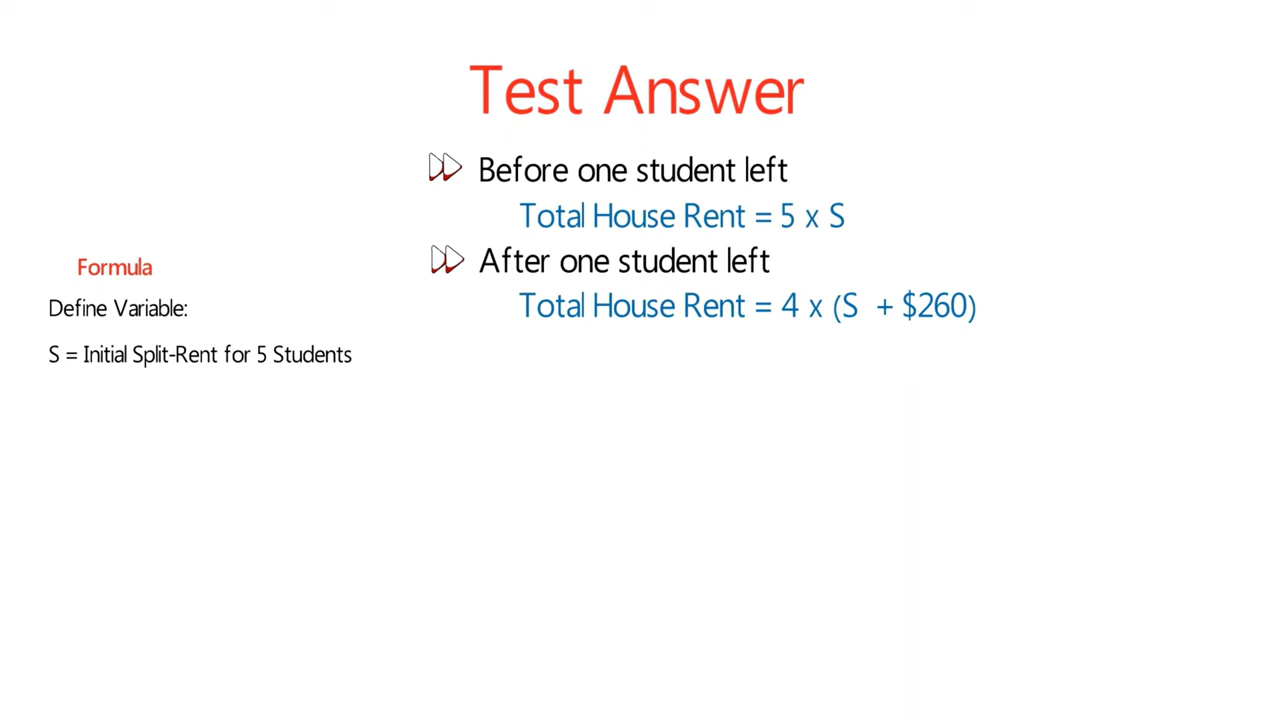 Test Answer
Before one student left
Total House Rent = 5 x S
After one student left
Total House Rent = 4 x (S + $260)
Formula
Define Variable:
S = Initial Split-Rent for 5 Students